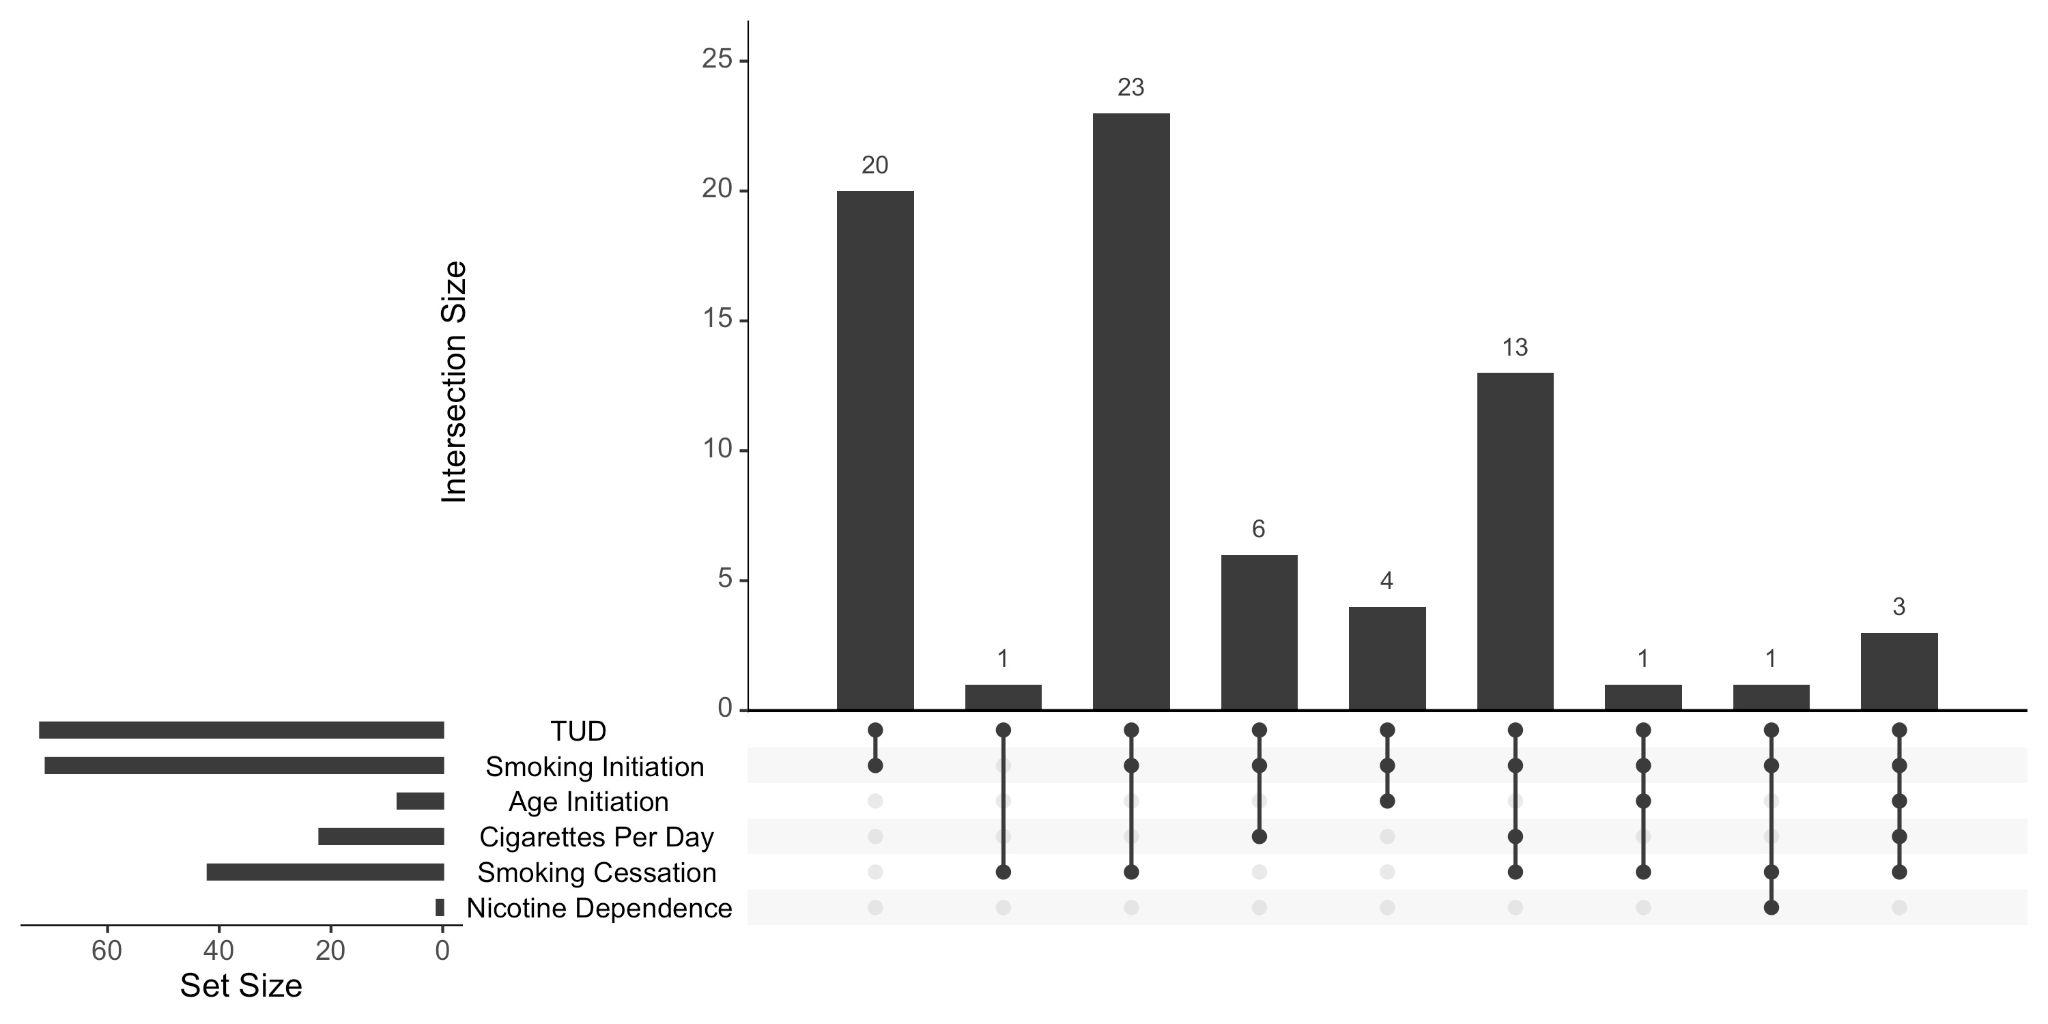 25
20
15
10
5
0
Intersection Size
20
1
23
6
4
13
1
1
3
TUD
Smoking Initiation
Age Initiation
Cigarettes Per Day
Smoking Cessation
Nicotine Dependence
60 40 20 0
Set Size